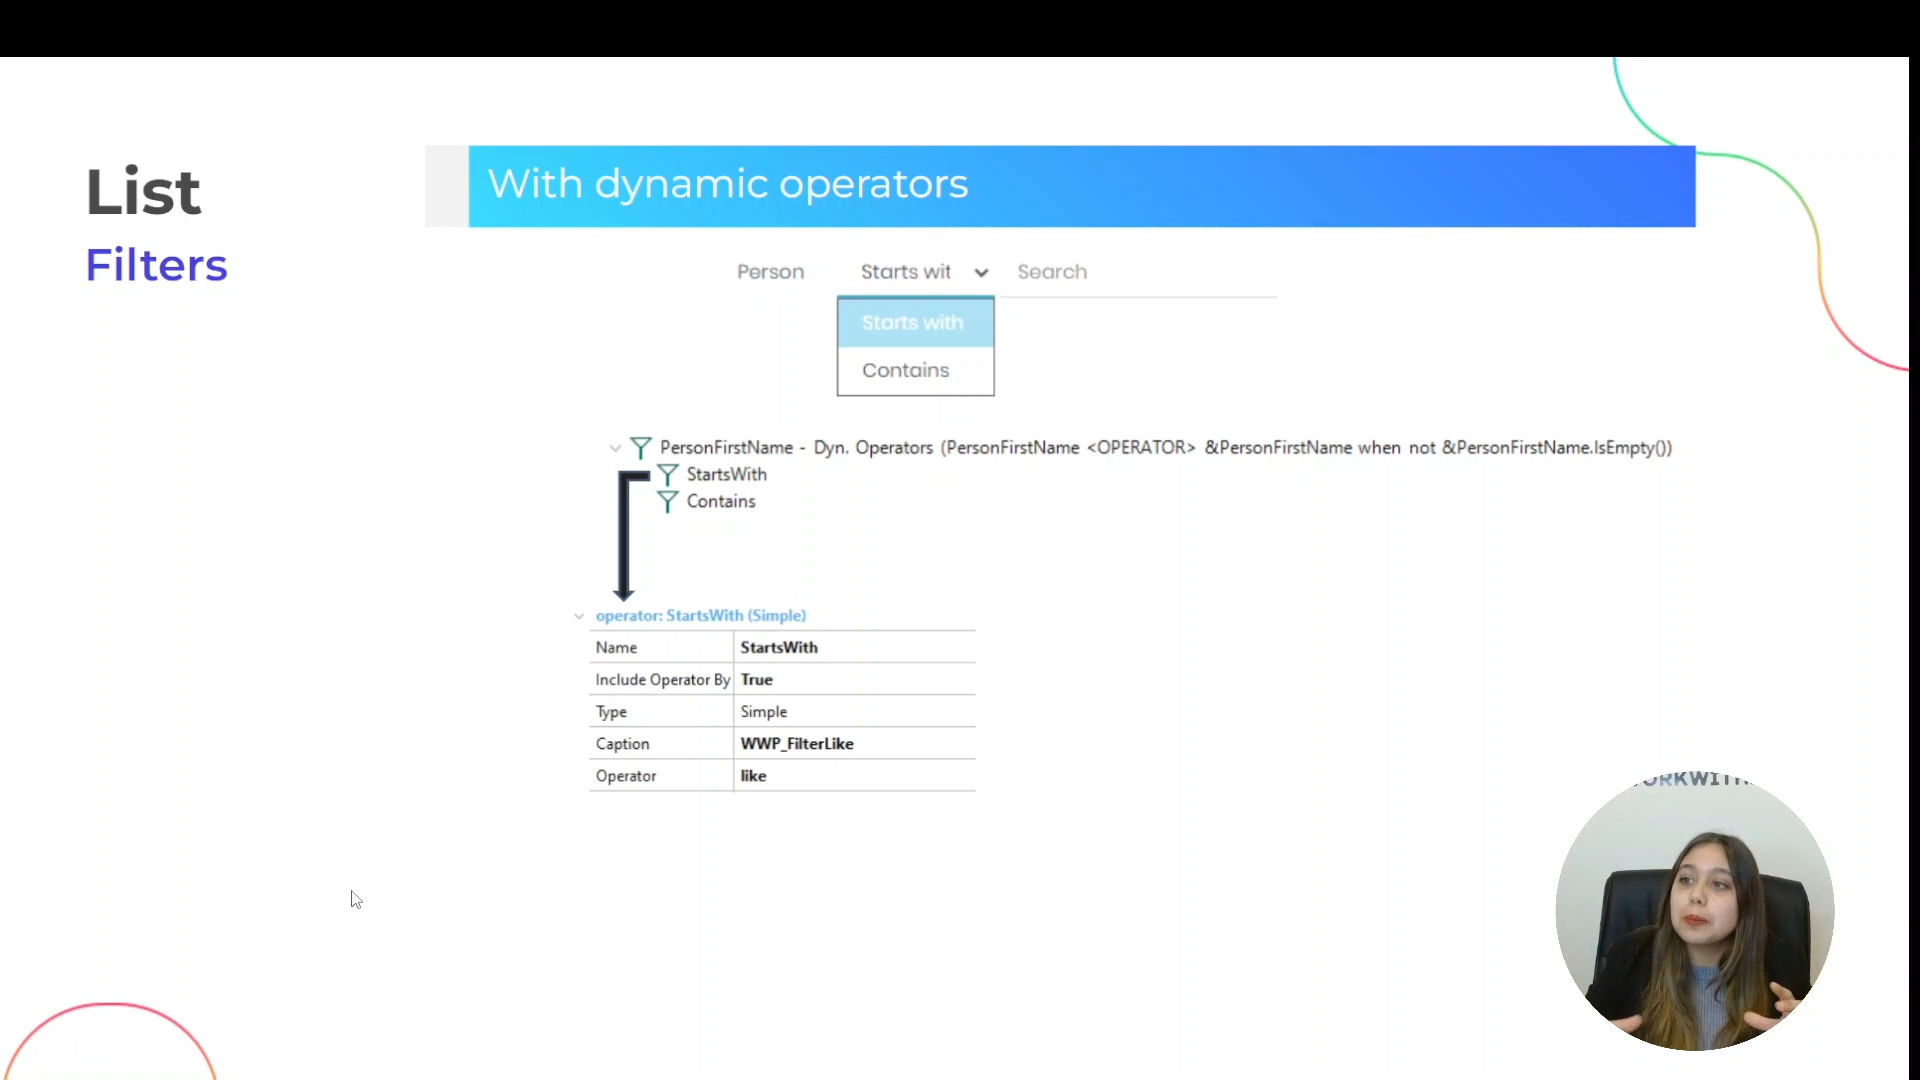 List
Filters
With dynamic operators
Person Starts wit Search
Starts with
Contains
PersonFirstName - Dyn. Operators (PersonFirstName <OPERATOR> &PersonFirstName when not &PersonFirstName.IsEmpty())
StartsWith
Contains
operator: StartsWith (Simple)
Name StartsWith
Include Operator By True
Type Simple
Caption WWP_FilterLike
Operator like